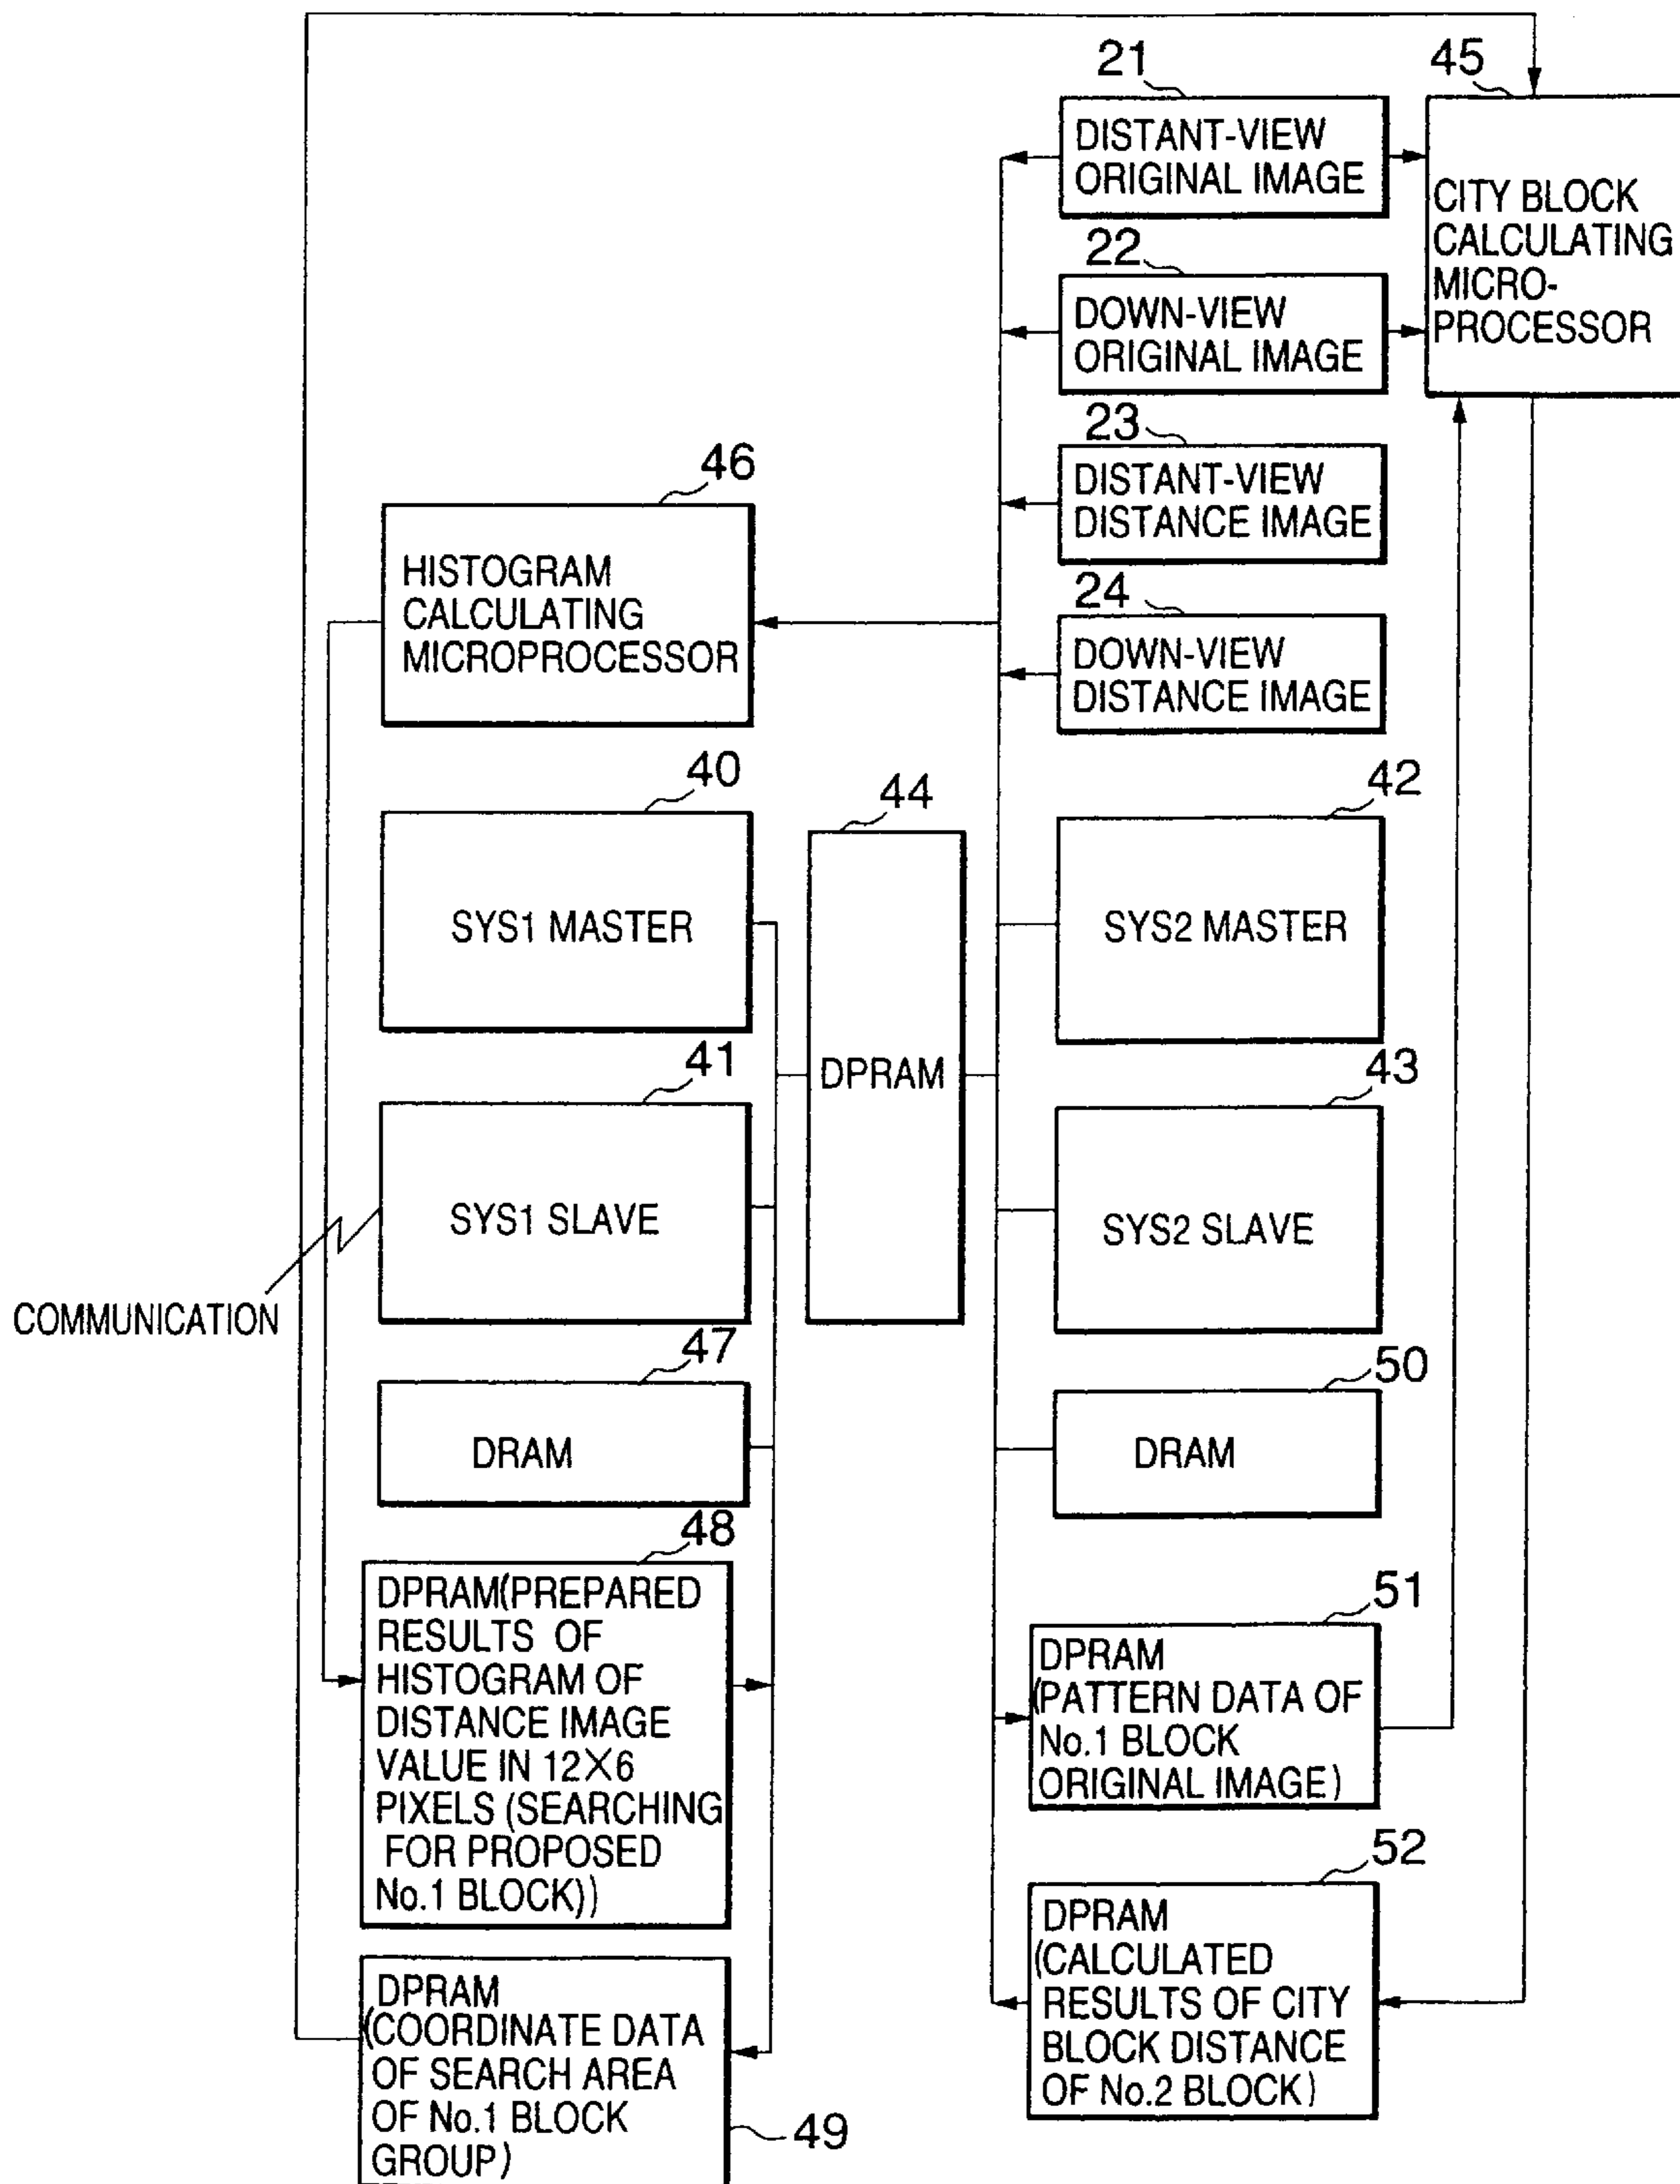 21
45
DISTANT-VIEW
ORIGINAL IMAGE
CITY BLOCK
CALCULATING
MICRO-
PROCESSOR
22
DOWN-VIEW
ORIGINAL IMAGE
23
DISTANT-VIEW
DISTANCE IMAGE
46
HISTOGRAM
CALCULATING
MICROPROCESSOR
24
DOWN-VIEW
DISTANCE IMAGE
40
SYS1 MASTER
44
DPRAM
42
SYS2 MASTER
41
SYS1 SLAVE
43
SYS2 SLAVE
COMMUNICATION
47
DRAM
50
DRAM
48
DPRAM(PREPARED
RESULTS OF
HISTOGRAM OF
DISTANCE IMAGE
VALUE IN 12×6
PIXELS (SEARCHING
FOR PROPOSED
No.1 BLOCK))
51
DPRAM
(PATTERN DATA OF
No.1 BLOCK
ORIGINAL IMAGE)
52
DPRAM
(CALCULATED
RESULTS OF CITY
BLOCK DISTANCE
OF No.2 BLOCK)
DPRAM
(COORDINATE DATA
OF SEARCH AREA
OF No.1 BLOCK
GROUP)
49